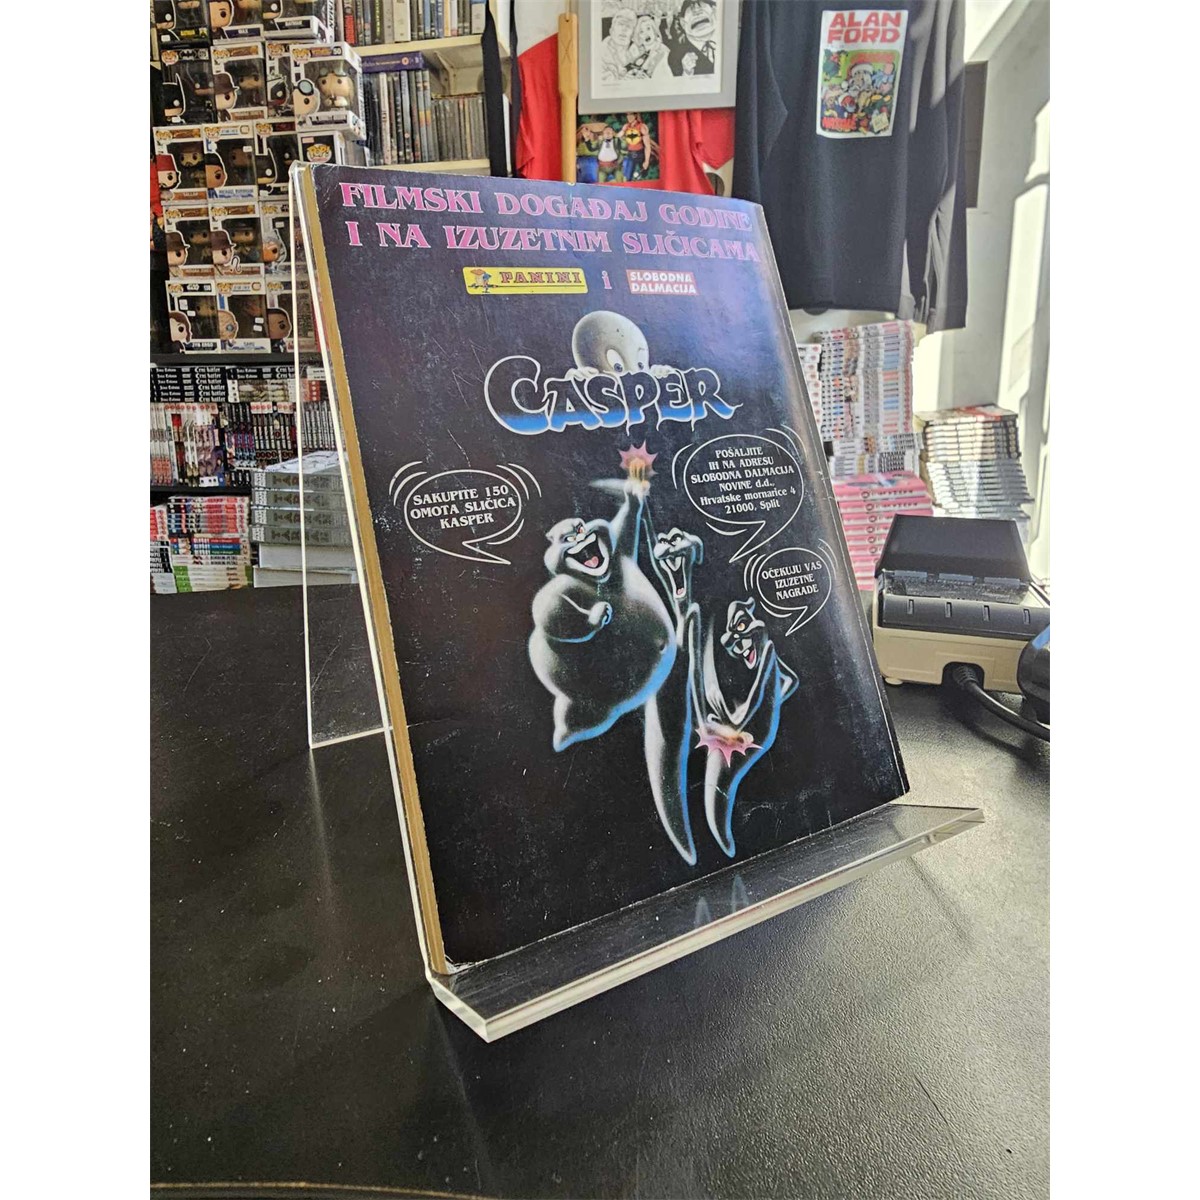 FILMSKI DOGAĐAJ GODINE
I NA IZUZETNIM SLIČICAMA
PANINI i SLOBODNA
DALMACIJA
CASPER
SAKUPITE 150
OMOTA SLIČICA
KASPER
POŠALJITE
IH NA ADRESU
SLOBODNA DALMACIJA
NOVINE d.d.,
Hrvatske mornarice 4
21000, Split
OČEKUJU VAS
IZUZETNE
NAGRADE
ALAN
FORD